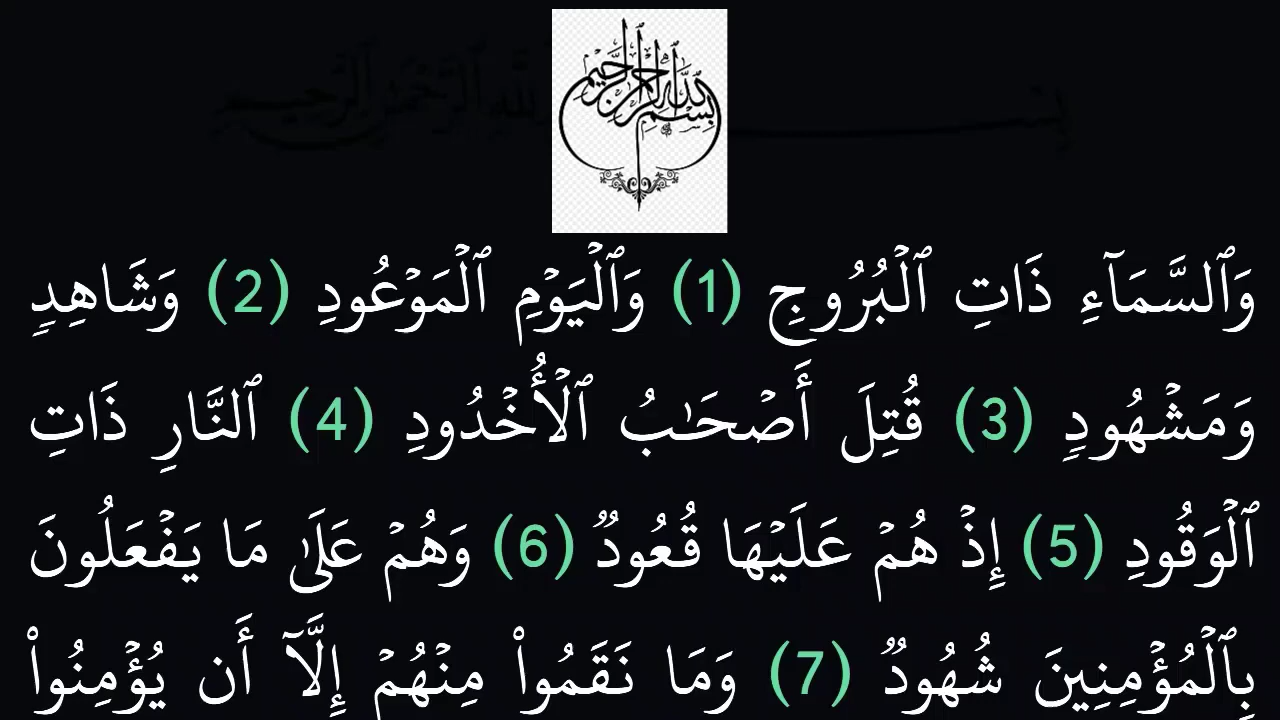 بِسْمِ ٱللَّهِ ٱلرَّحْمَٰنِ ٱلرَّحِيمِ
وَٱلسَّمَآءِ ذَاتِ ٱلْبُرُوجِ (1) وَٱلْيَوْمِ ٱلْمَوْعُودِ (2) وَشَاهِدٍۢ
وَمَشْهُودٍۢ (3) قُتِلَ أَصْحَـٰبُ ٱلْأُخْدُودِ (4) ٱلنَّارِ ذَاتِ
ٱلْوَقُودِ (5) إِذْ هُمْ عَلَيْهَا قُعُودٌۭ (6) وَهُمْ عَلَىٰ مَا يَفْعَلُونَ
بِٱلْمُؤْمِنِينَ شُهُودٌۭ (7) وَمَا نَقَمُوا۟ مِنْهُمْ إِلَّآ أَن يُؤْمِنُوا۟